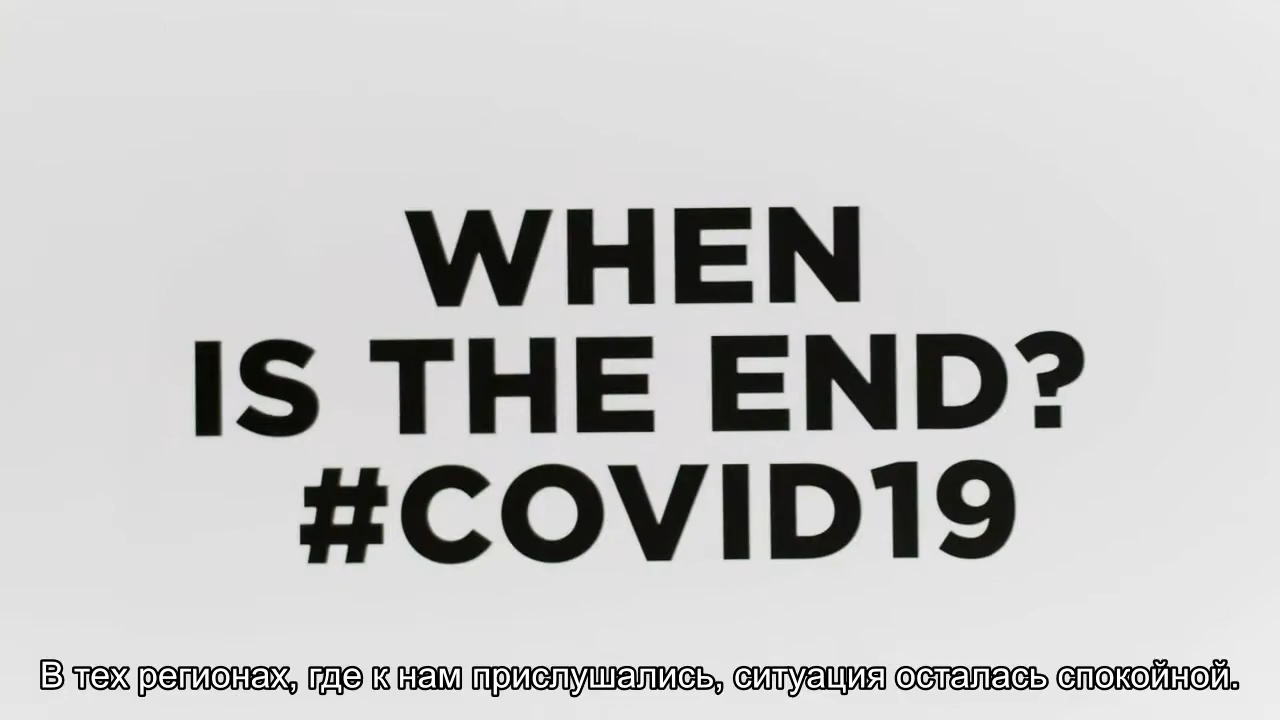 WHEN
IS THE END?
#COVID19
В тех регионах, где к нам прислушались, ситуация осталась спокойной.